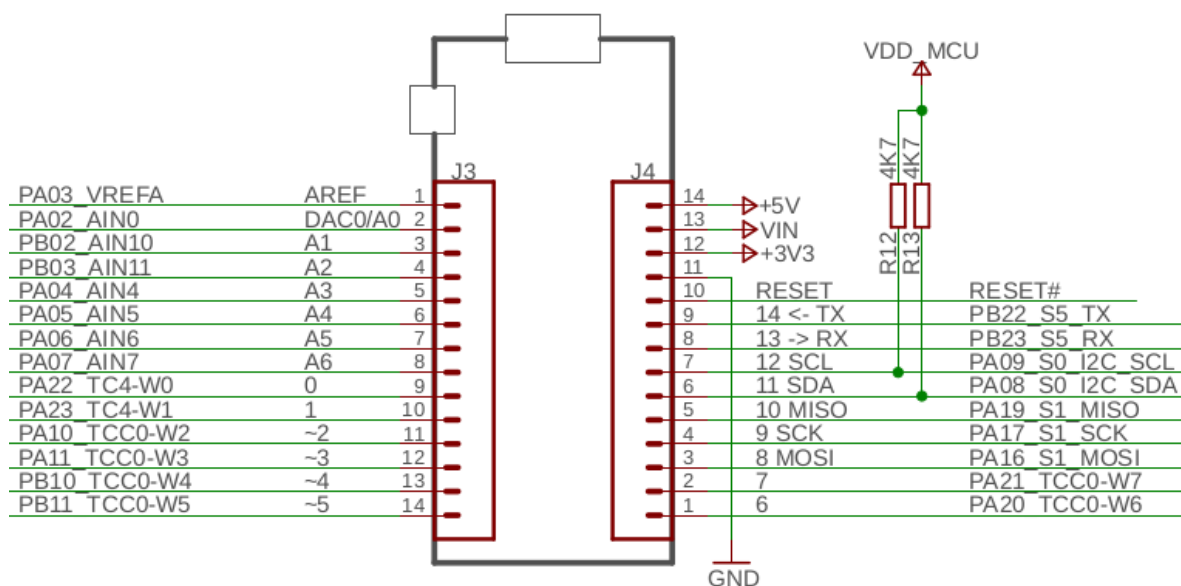 VDD_MCU
4K7
4K7
R12
R13
J3
J4
PA03_VREFA AREF 1
PA02_AIN0 DAC0/A0 2
PB02_AIN10 A1 3
PB03_AIN11 A2 4
PA04_AIN4 A3 5
PA05_AIN5 A4 6
PA06_AIN6 A5 7
PA07_AIN7 A6 8
PA22_TC4-W0 0 9
PA23_TC4-W1 1 10
PA10_TCC0-W2 ~2 11
PA11_TCC0-W3 ~3 12
PB10_TCC0-W4 ~4 13
PB11_TCC0-W5 ~5 14
14 +5V
13 VIN
12 +3V3
11
10 RESET RESET#
9 14 <- TX PB22_S5_TX
8 13 -> RX PB23_S5_RX
7 12 SCL PA09_S0_I2C_SCL
6 11 SDA PA08_S0_I2C_SDA
5 10 MISO PA19_S1_MISO
4 9 SCK PA17_S1_SCK
3 8 MOSI PA16_S1_MOSI
2 7 PA21_TCC0-W7
1 6 PA20_TCC0-W6
GND